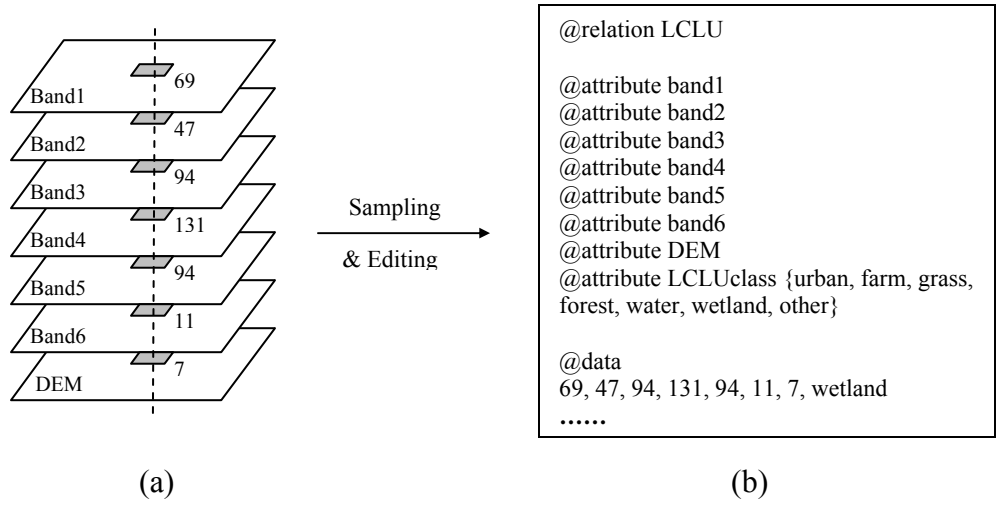 69
Band1
47
Band2
94
Band3
131
Band4
94
Band5
11
Band6
7
DEM
Sampling
& Editing
@relation LCLU
@attribute band1
@attribute band2
@attribute band3
@attribute band4
@attribute band5
@attribute band6
@attribute DEM
@attribute LCLUclass {urban, farm, grass,
forest, water, wetland, other}
@data
69, 47, 94, 131, 94, 11, 7, wetland
……
(a)
(b)